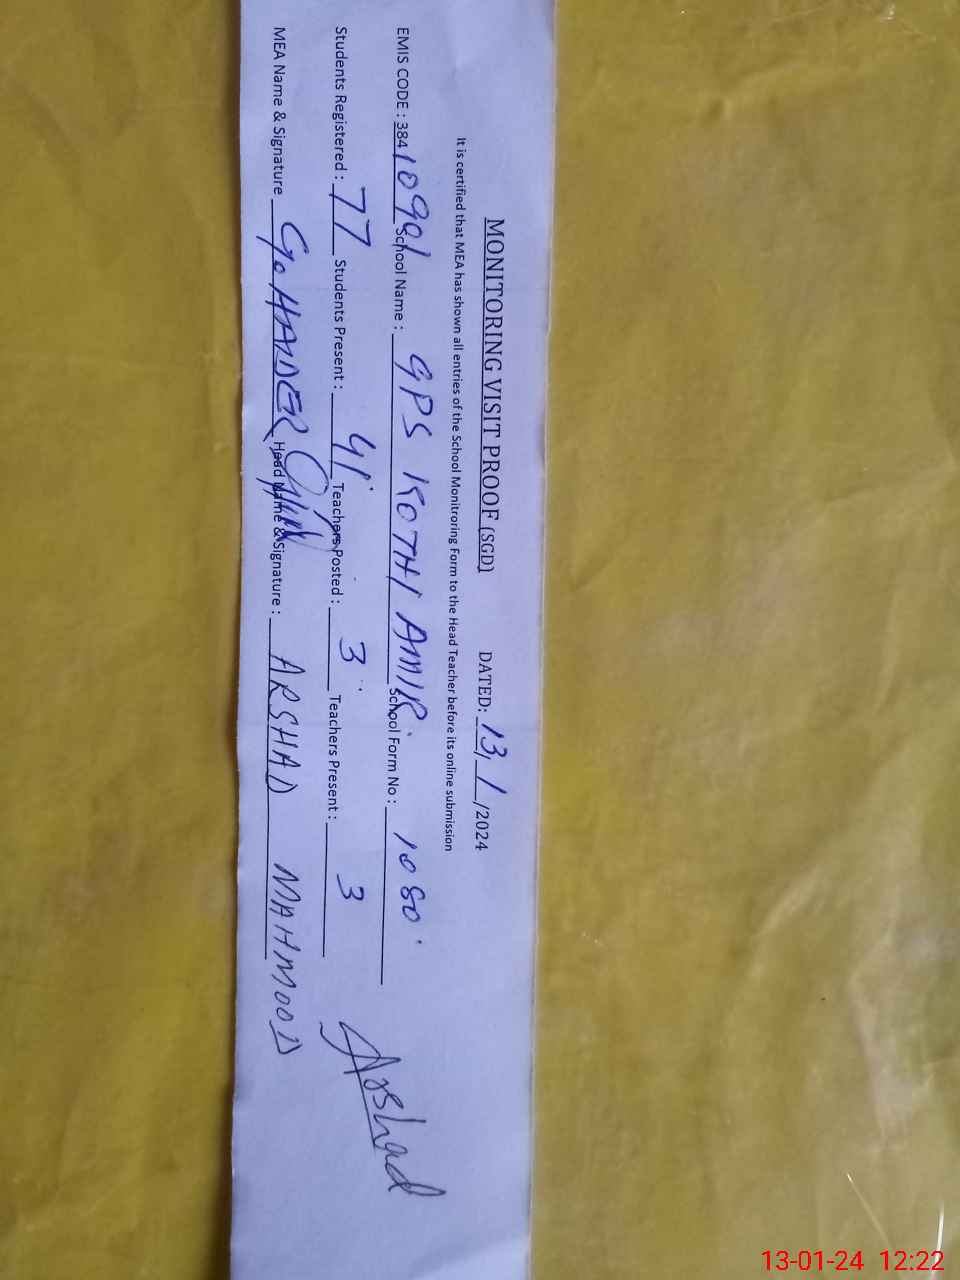 MONITORING VISIT PROOF (SGD) DATED: 13/1/2024
It is certified that MEA has shown all entries of the School Monitroring Form to the Head Teacher before its online submission
EMIS CODE : 384 10901 School Name : GPS KOTHI AMIR School Form No : 1080
Students Registered : 77 Students Present : 41 Teachers Posted : 3 Teachers Present : 3
MEA Name & Signature HAIDER Head Name & Signature : ARSHAD MAHMOOD
Arshad
13-01-24 12:22